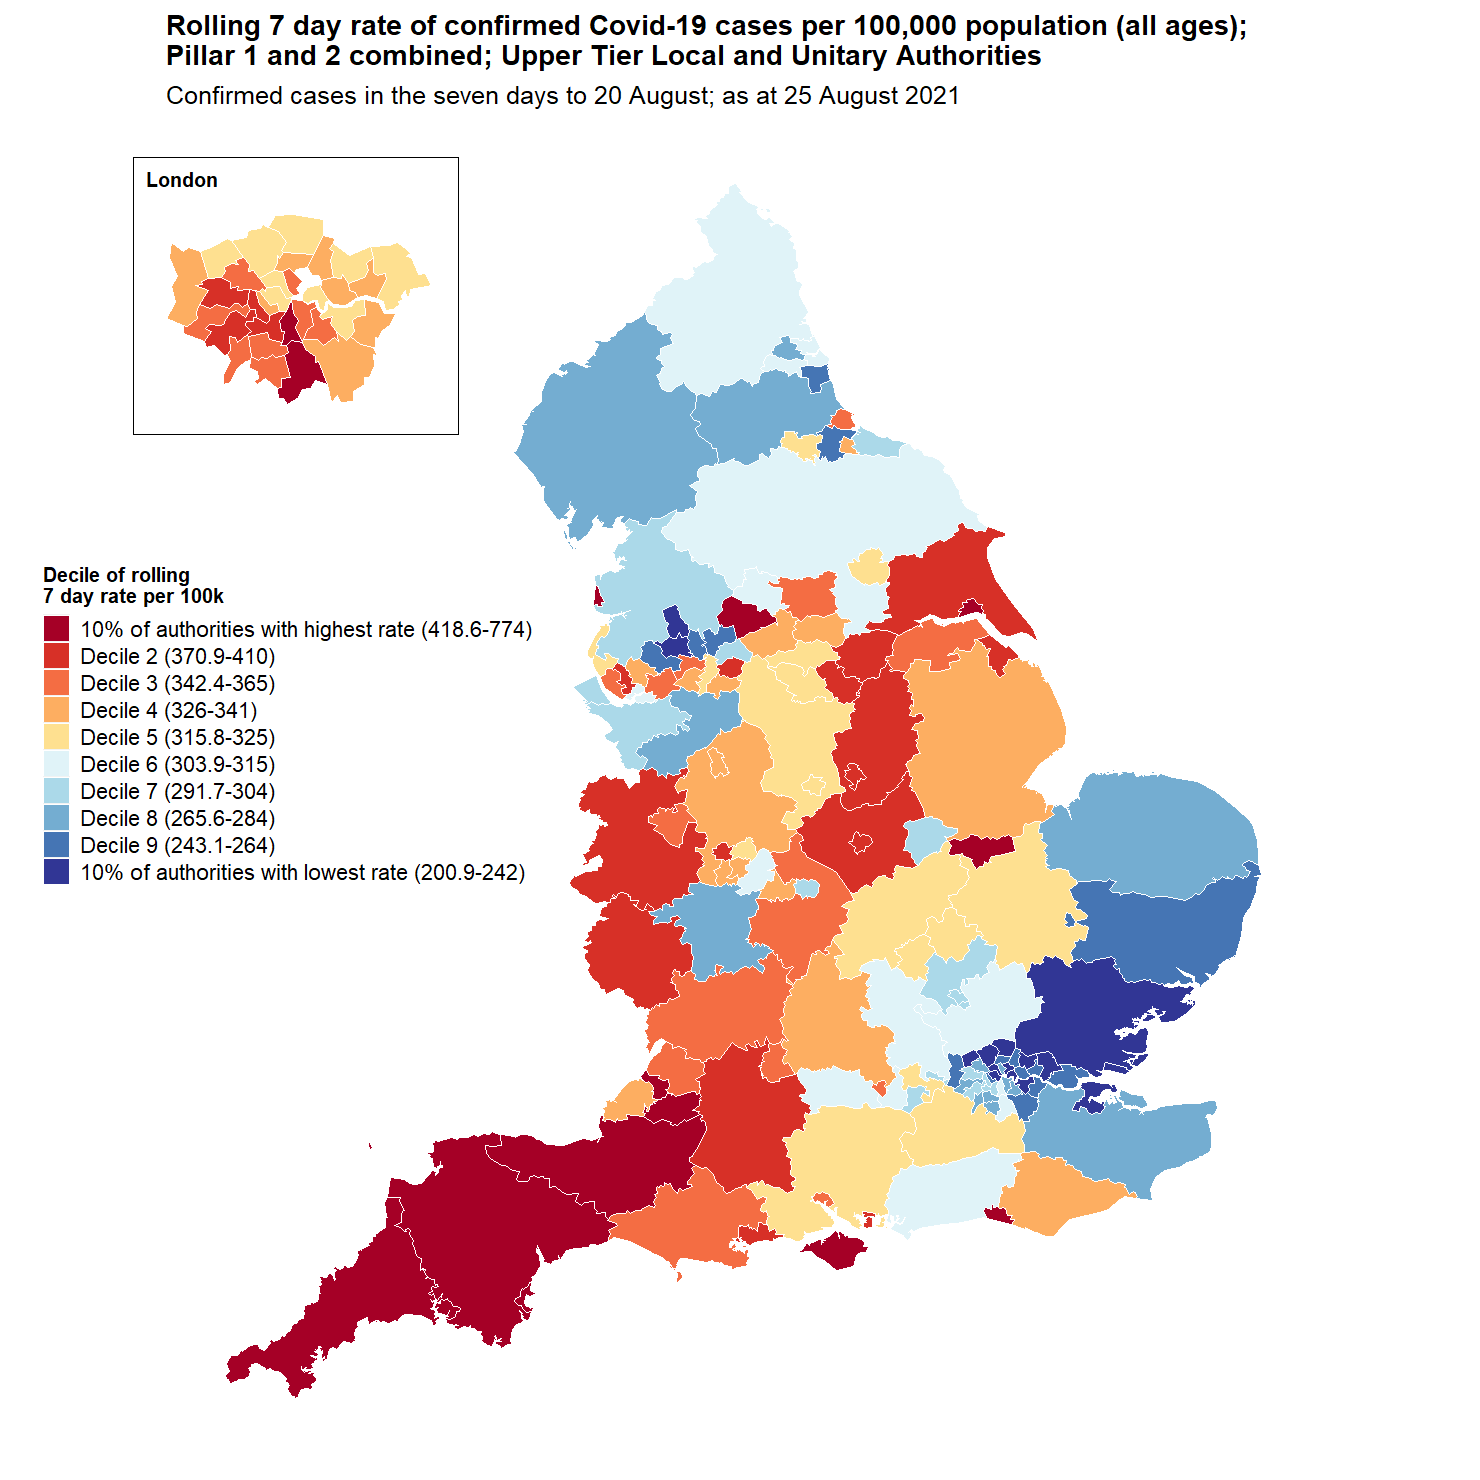 Rolling 7 day rate of confirmed Covid-19 cases per 100,000 population (all ages);
Pillar 1 and 2 combined; Upper Tier Local and Unitary Authorities
Confirmed cases in the seven days to 20 August; as at 25 August 2021
London
Decile of rolling
7 day rate per 100k
10% of authorities with highest rate (418.6-774)
Decile 2 (370.9-410)
Decile 3 (342.4-365)
Decile 4 (326-341)
Decile 5 (315.8-325)
Decile 6 (303.9-315)
Decile 7 (291.7-304)
Decile 8 (265.6-284)
Decile 9 (243.1-264)
10% of authorities with lowest rate (200.9-242)